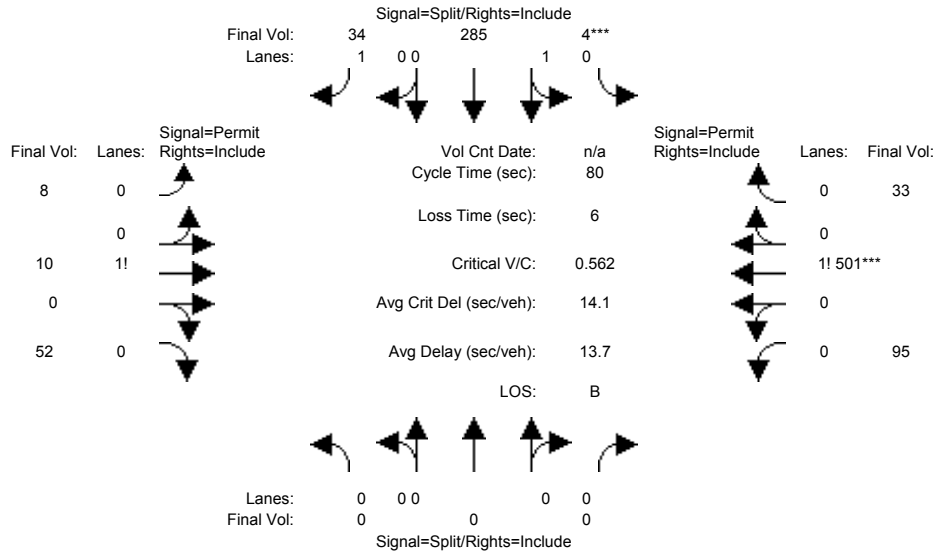 Signal=Split/Rights=Include
Final Vol: 34 285 4***
Lanes: 1 0 0 1 0
Signal=Permit Signal=Permit
Final Vol: Lanes: Rights=Include Vol Cnt Date: n/a Rights=Include Lanes: Final Vol:
Cycle Time (sec): 80
8 0 0 33
Loss Time (sec): 6
0 0
10 1! Critical V/C: 0.562 1! 501***
0 0 Avg Crit Del (sec/veh): 14.1 0
52 0 Avg Delay (sec/veh): 13.7 0 95
LOS: B
Lanes: 0 0 0 0 0
Final Vol: 0 0 0
Signal=Split/Rights=Include